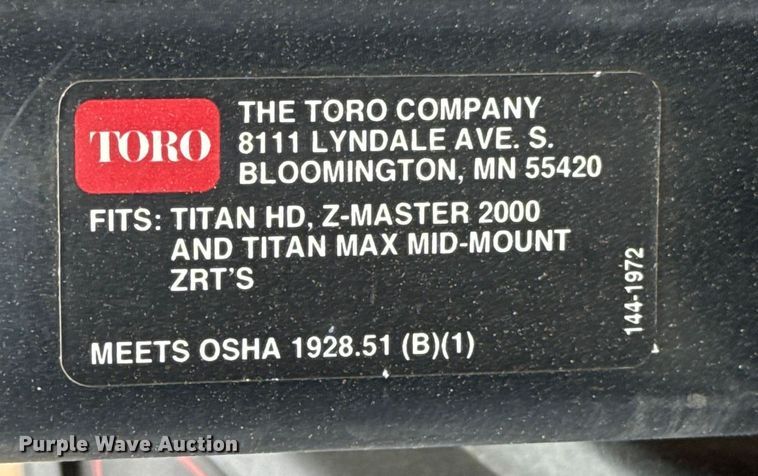 TORO
THE TORO COMPANY
8111 LYNDALE AVE. S.
BLOOMINGTON, MN 55420
FITS: TITAN HD, Z-MASTER 2000
AND TITAN MAX MID-MOUNT
ZRT'S
MEETS OSHA 1928.51 (B)(1)
144-1972
Purple Wave Auction